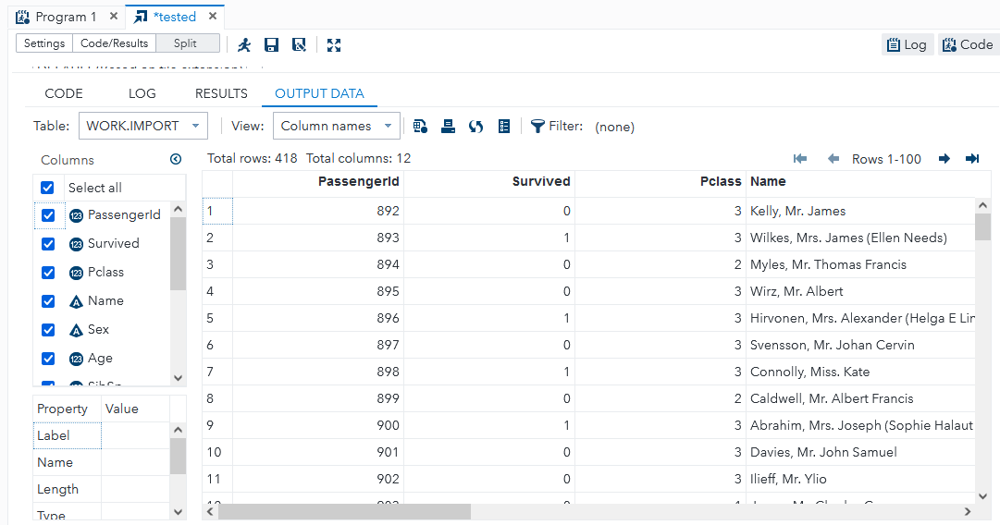 Program 1 × *tested ×
Settings Code/Results Split Log Code
CODE LOG RESULTS OUTPUT DATA
Table: WORK.IMPORT View: Column names Filter: (none)
Columns
Total rows: 418 Total columns: 12 Rows 1-100
Select all
123 PassengerId
123 Survived
123 Pclass
A Name
A Sex
123 Age
Property Value
Label
Name
Length
Type
PassengerId Survived Pclass Name
1 892 0 3 Kelly, Mr. James
2 893 1 3 Wilkes, Mrs. James (Ellen Needs)
3 894 0 2 Myles, Mr. Thomas Francis
4 895 0 3 Wirz, Mr. Albert
5 896 1 3 Hirvonen, Mrs. Alexander (Helga E Lin
6 897 0 3 Svensson, Mr. Johan Cervin
7 898 1 3 Connolly, Miss. Kate
8 899 0 2 Caldwell, Mr. Albert Francis
9 900 1 3 Abrahim, Mrs. Joseph (Sophie Halaut
10 901 0 3 Davies, Mr. John Samuel
11 902 0 3 Ilieff, Mr. Ylio